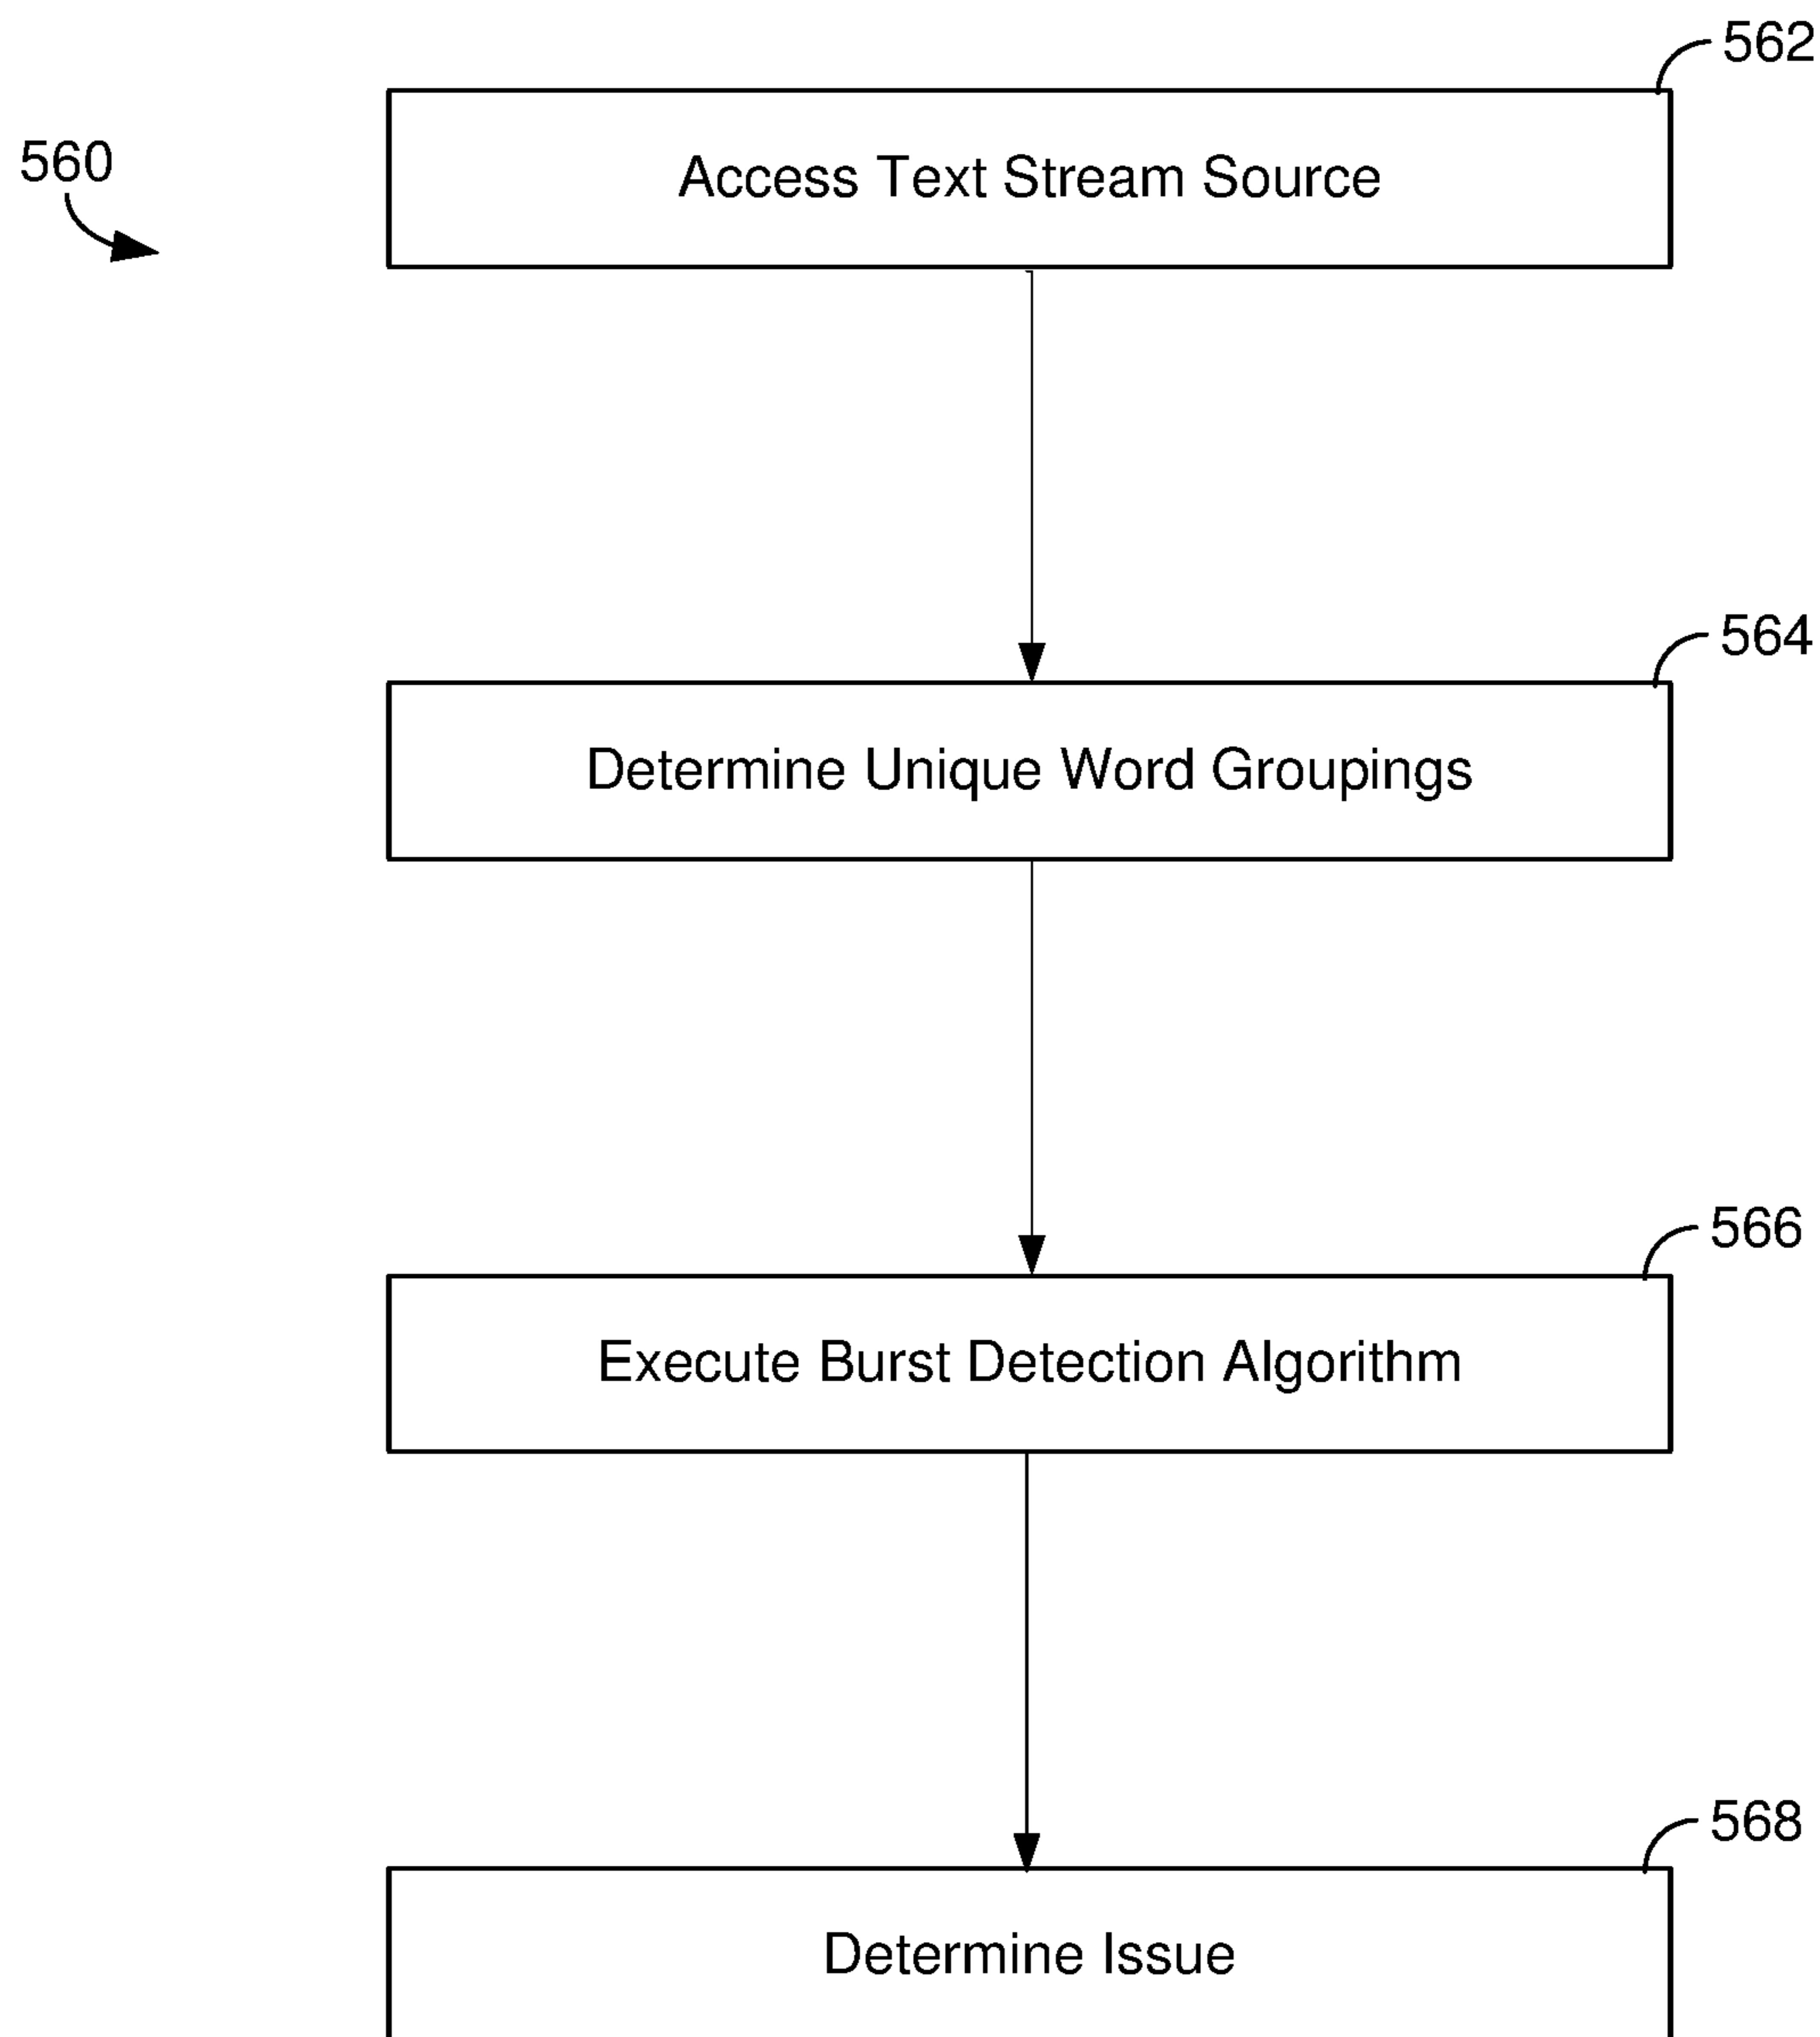 562
560
Access Text Stream Source
564
Determine Unique Word Groupings
566
Execute Burst Detection Algorithm
568
Determine Issue